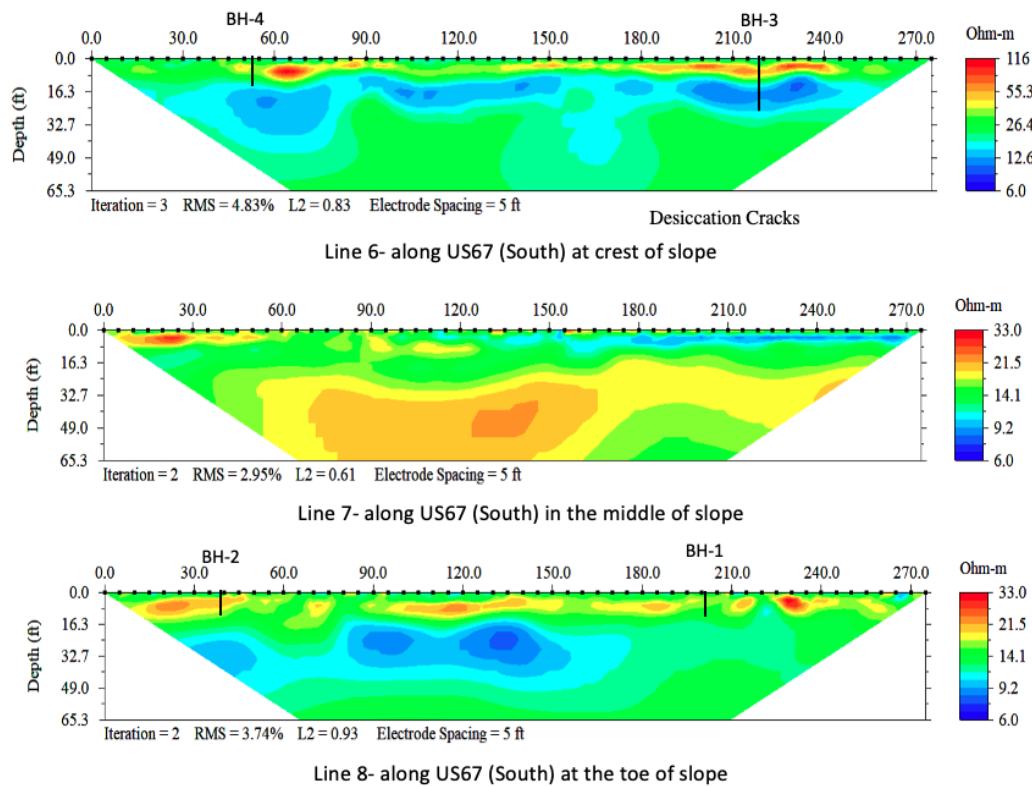 BH-4 BH-3
0.0 30.0 60.0 90.0 120.0 150.0 180.0 210.0 240.0 270.0 Ohm-m
Depth (ft)
0.0 116
16.3 55.3
32.7 26.4
49.0 12.6
65.3 6.0
Iteration = 3 RMS = 4.83% L2 = 0.83 Electrode Spacing = 5 ft
Desiccation Cracks
Line 6- along US67 (South) at crest of slope
0.0 30.0 60.0 90.0 120.0 150.0 180.0 210.0 240.0 270.0 Ohm-m
Depth (ft)
0.0 33.0
16.3 21.5
32.7 14.1
49.0 9.2
65.3 6.0
Iteration = 2 RMS = 2.95% L2 = 0.61 Electrode Spacing = 5 ft
Line 7- along US67 (South) in the middle of slope
BH-2 BH-1
0.0 30.0 60.0 90.0 120.0 150.0 180.0 210.0 240.0 270.0 Ohm-m
Depth (ft)
0.0 33.0
16.3 21.5
32.7 14.1
49.0 9.2
65.3 6.0
Iteration = 2 RMS = 3.74% L2 = 0.93 Electrode Spacing = 5 ft
Line 8- along US67 (South) at the toe of slope